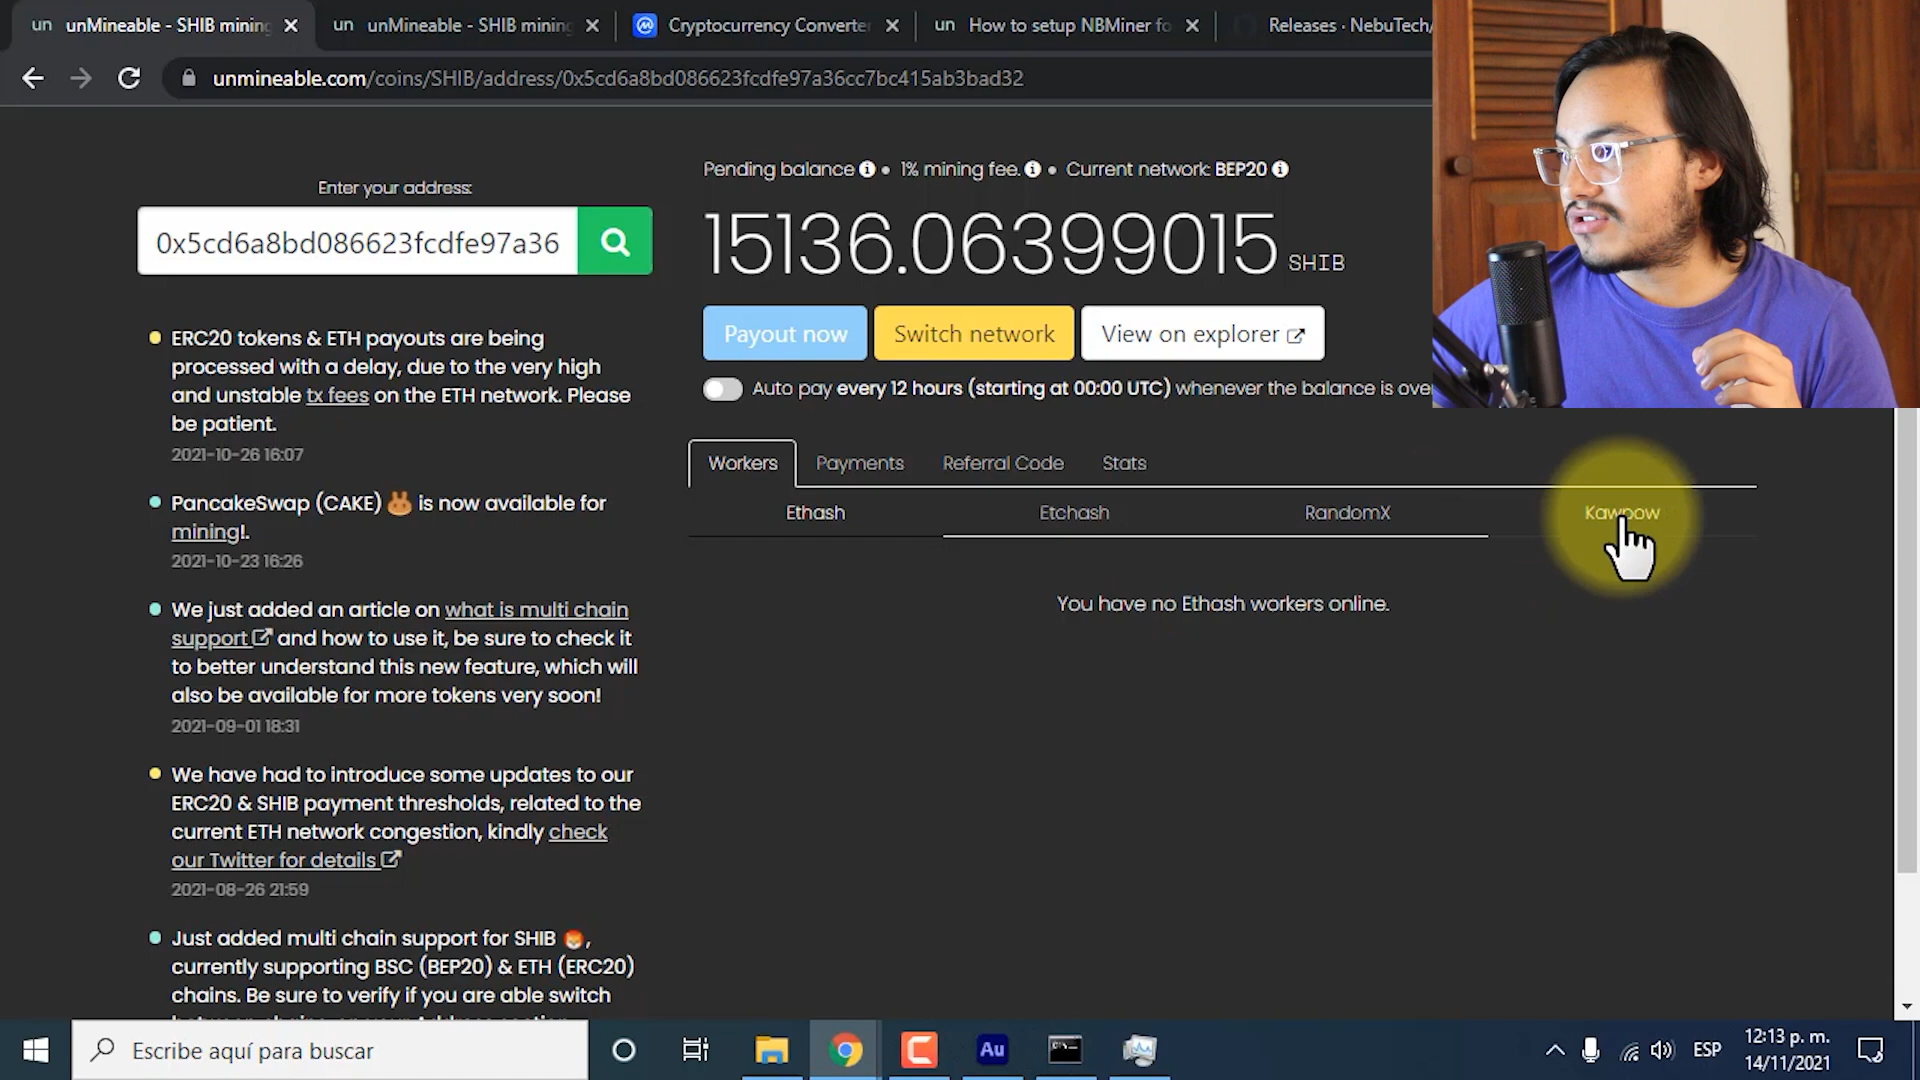 un unMineable - SHIB mining
un unMineable - SHIB mining
Cryptocurrency Converter
un How to setup NBMiner fo
Releases · NebuTech/
unmineable.com/coins/SHIB/address/0x5cd6a8bd086623fcdfe97a36cc7bc415ab3bad32
Enter your address:
0x5cd6a8bd086623fcdfe97a36
ERC20 tokens & ETH payouts are being
processed with a delay, due to the very high
and unstable tx fees on the ETH network. Please
be patient.
2021-10-26 16:07
PancakeSwap (CAKE) is now available for
mining!.
2021-10-23 16:26
We just added an article on what is multi chain
support and how to use it, be sure to check it
to better understand this new feature, which will
also be available for more tokens very soon!
2021-09-01 18:31
We have had to introduce some updates to our
ERC20 & SHIB payment thresholds, related to the
current ETH network congestion, kindly check
our Twitter for details
2021-08-26 21:59
Just added multi chain support for SHIB ,
currently supporting BSC (BEP20) & ETH (ERC20)
chains. Be sure to verify if you are able switch
Pending balance • 1% mining fee. • Current network: BEP20
15136.06399015 SHIB
Payout now
Switch network
View on explorer
Auto pay every 12 hours (starting at 00:00 UTC) whenever the balance is over
Workers
Payments
Referral Code
Stats
Ethash
Etchash
RandomX
Kawpow
You have no Ethash workers online.
Escribe aquí para buscar
Au
ESP
12:13 p. m.
14/11/2021